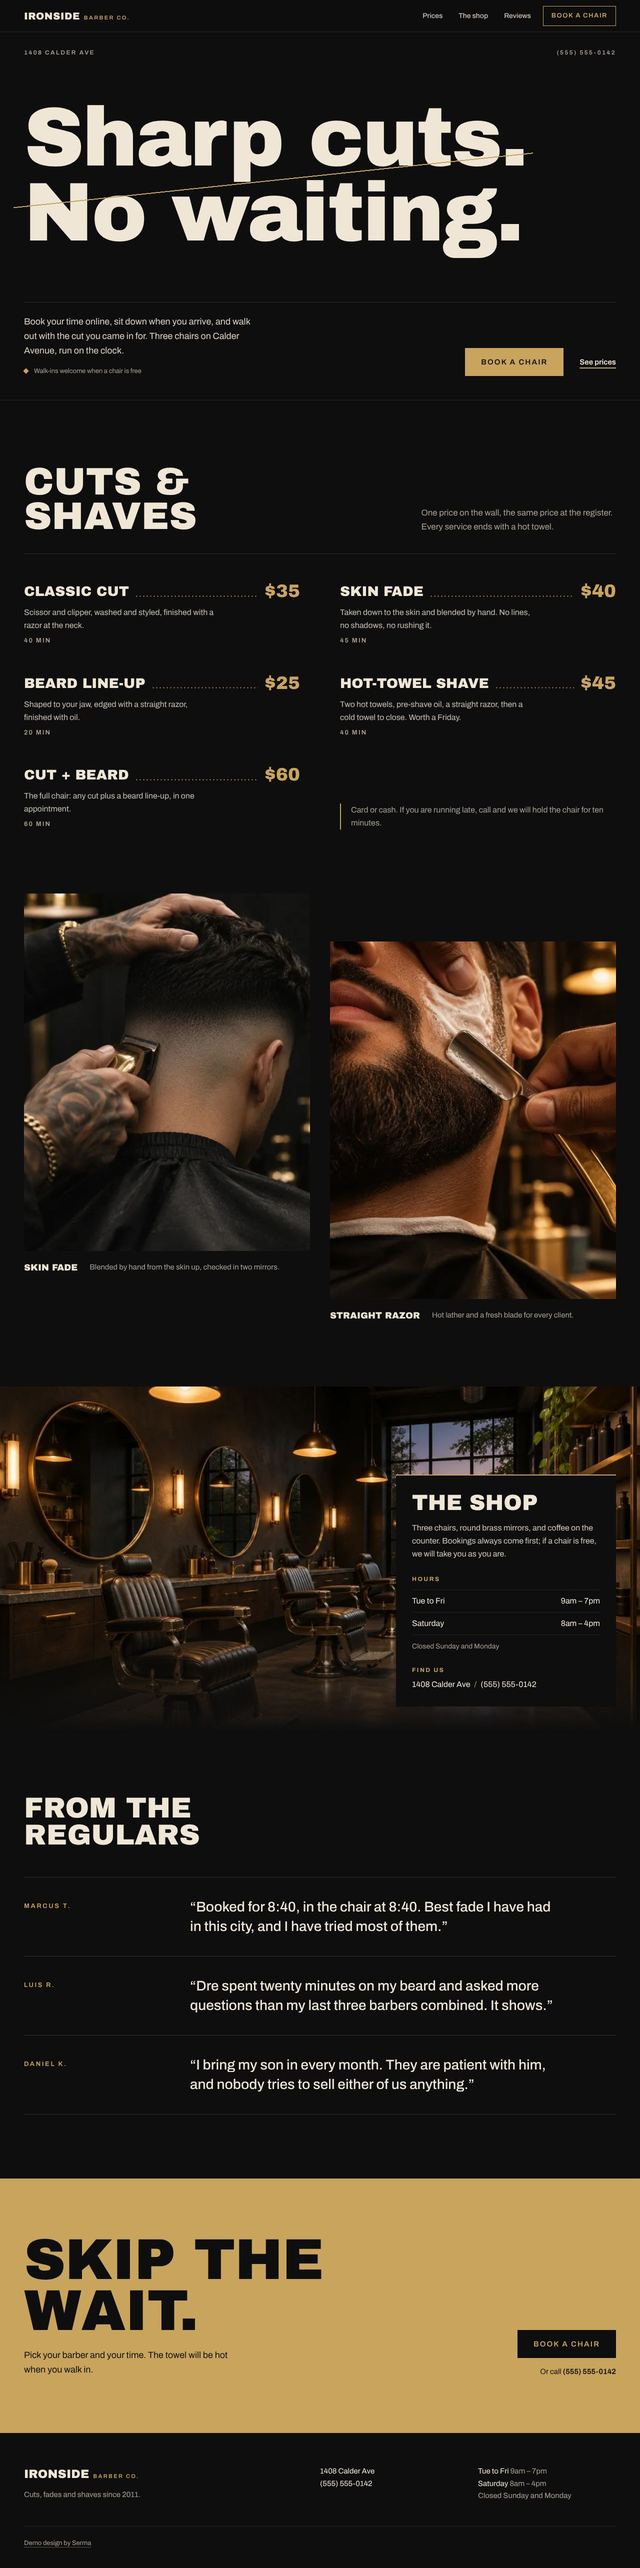 IRONSIDE BARBER CO.
Prices
The shop
Reviews
BOOK A CHAIR
1408 CALDER AVE
(555) 555-0142
Sharp cuts.
No waiting.
Book your time online, sit down when you arrive, and walk
out with the cut you came in for. Three chairs on Calder
Avenue, run on the clock.
Walk-ins welcome when a chair is free
BOOK A CHAIR
See prices
CUTS &
SHAVES
One price on the wall, the same price at the register.
Every service ends with a hot towel.
CLASSIC CUT $35
Scissor and clipper, washed and styled, finished with a
razor at the neck.
40 MIN
SKIN FADE $40
Taken down to the skin and blended by hand. No lines,
no shadows, no rushing it.
45 MIN
BEARD LINE-UP $25
Shaped to your jaw, edged with a straight razor,
finished with oil.
20 MIN
HOT-TOWEL SHAVE $45
Two hot towels, pre-shave oil, a straight razor, then a
cold towel to close. Worth a Friday.
40 MIN
CUT + BEARD $60
The full chair: any cut plus a beard line-up, in one
appointment.
60 MIN
Card or cash. If you are running late, call and we will hold the chair for ten
minutes.
SKIN FADE Blended by hand from the skin up, checked in two mirrors.
STRAIGHT RAZOR Hot lather and a fresh blade for every client.
THE SHOP
Three chairs, round brass mirrors, and coffee on the
counter. Bookings always come first; if a chair is free,
we will take you as you are.
HOURS
Tue to Fri 9am – 7pm
Saturday 8am – 4pm
Closed Sunday and Monday
FIND US
1408 Calder Ave / (555) 555-0142
FROM THE
REGULARS
MARCUS T.
“Booked for 8:40, in the chair at 8:40. Best fade I have had
in this city, and I have tried most of them.”
LUIS R.
“Dre spent twenty minutes on my beard and asked more
questions than my last three barbers combined. It shows.”
DANIEL K.
“I bring my son in every month. They are patient with him,
and nobody tries to sell either of us anything.”
SKIP THE
WAIT.
Pick your barber and your time. The towel will be hot
when you walk in.
BOOK A CHAIR
Or call (555) 555-0142
IRONSIDE BARBER CO.
Cuts, fades and shaves since 2011.
1408 Calder Ave
(555) 555-0142
Tue to Fri 9am – 7pm
Saturday 8am – 4pm
Closed Sunday and Monday
Demo design by Serma